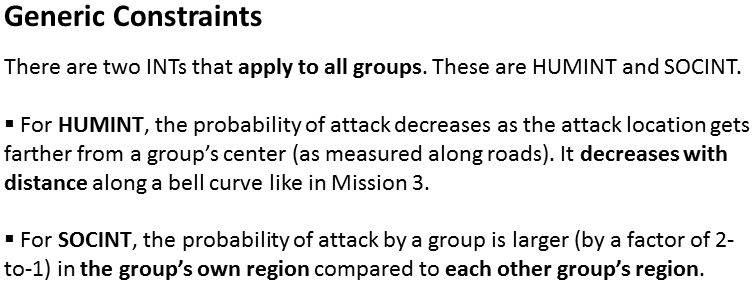 Generic Constraints
There are two INTs that apply to all groups. These are HUMINT and SOCINT.
▪ For HUMINT, the probability of attack decreases as the attack location gets
farther from a group's center (as measured along roads). It decreases with
distance along a bell curve like in Mission 3.
▪ For SOCINT, the probability of attack by a group is larger (by a factor of 2-
to-1) in the group's own region compared to each other group's region.